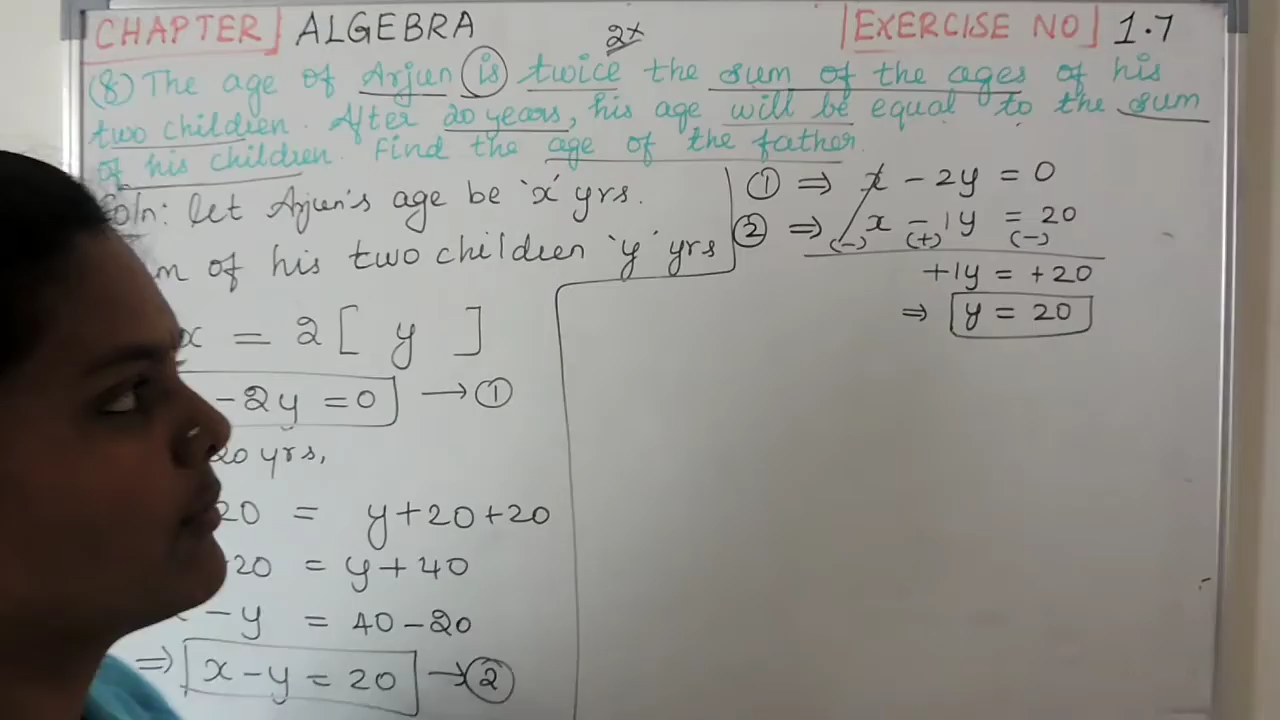 CHAPTER ALGEBRA 2x EXERCISE NO 1.7
(8) The age of Arjun is twice the sum of the ages of his
two children. After 20 years, his age will be equal to the sum
of his children. Find the age of the father.
Soln: let Arjun's age be 'x' yrs.
m of his two children 'y' yrs
x = 2 [ y ]
- 2y = 0 → ①
20 yrs,
20 = y + 20 + 20
20 = y + 40
- y = 40 - 20
⇒ x - y = 20 → ②
① ⇒ x - 2y = 0
② ⇒ x - 1y = 20
(-) (+) (-)
+1y = +20
⇒ y = 20